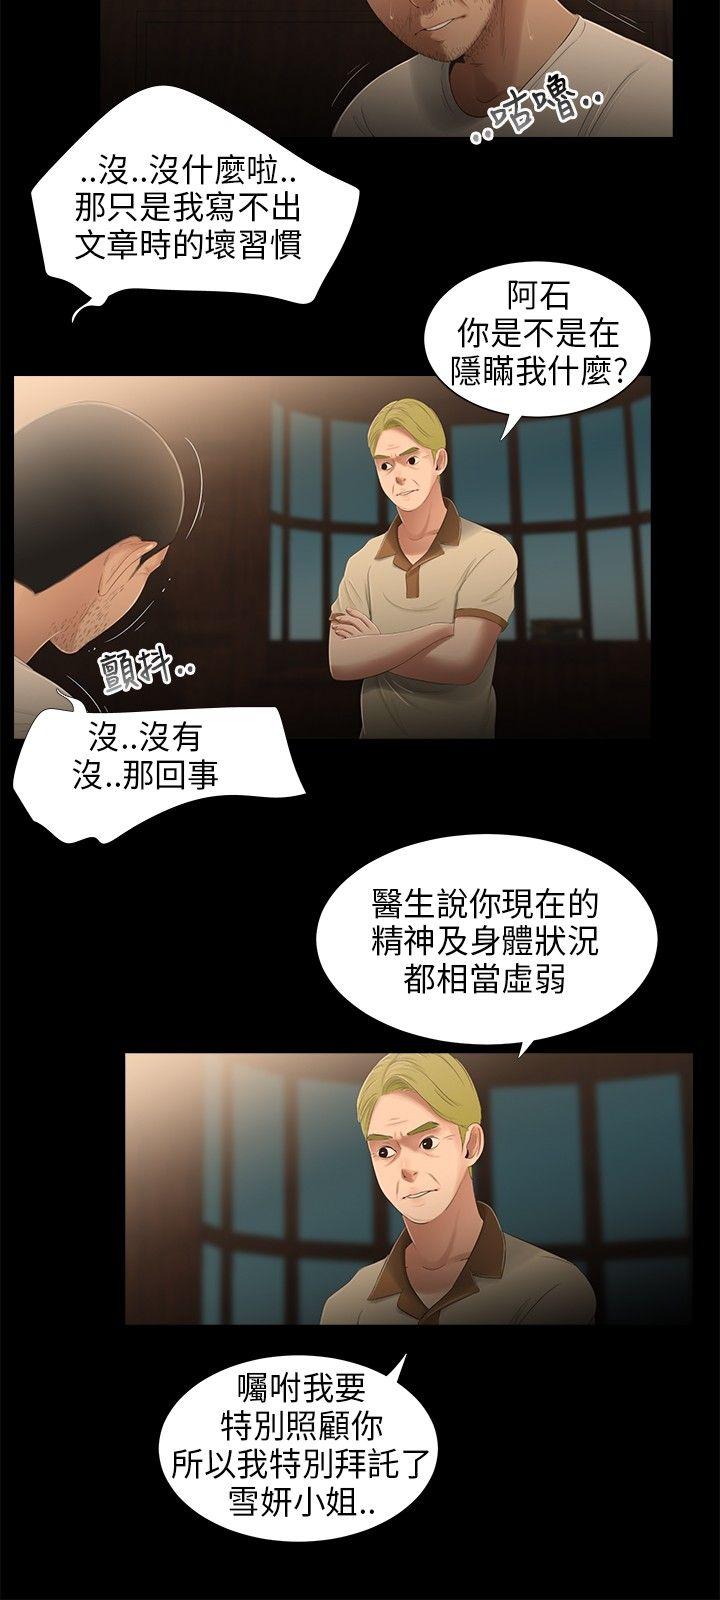 ..咕嚕..
..沒..沒什麼啦..
那只是我寫不出
文章時的壞習慣
阿石
你是不是在
隱瞞我什麼?
顫抖..
沒..沒有
沒..那回事
醫生說你現在的
精神及身體狀況
都相當虛弱
囑咐我要
特別照顧你
所以我特別拜託了
雪妍小姐..